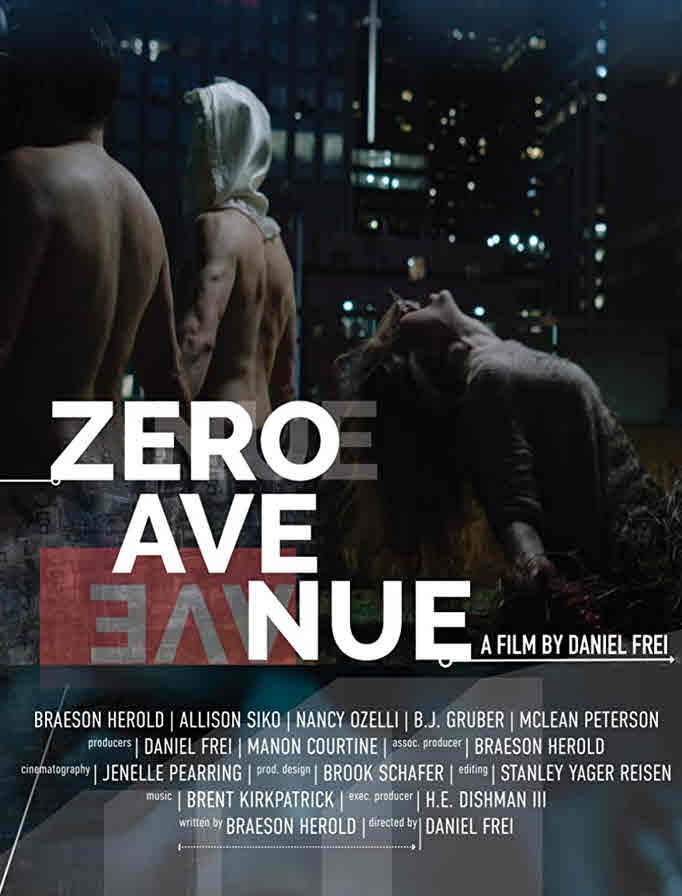 ZERO
AVE
NUE
A FILM BY DANIEL FREI
BRAESON HEROLD | ALLISON SIKO | NANCY OZELLI | B.J. GRUBER | MCLEAN PETERSON
producers | DANIEL FREI | MANON COURTINE | assoc. producer | BRAESON HEROLD
cinematography | JENELLE PEARRING | prod. design | BROOK SCHAFER | editing | STANLEY YAGER REISEN
music | BRENT KIRKPATRICK | exec. producer | H.E. DISHMAN III
written by BRAESON HEROLD | directed by | DANIEL FREI